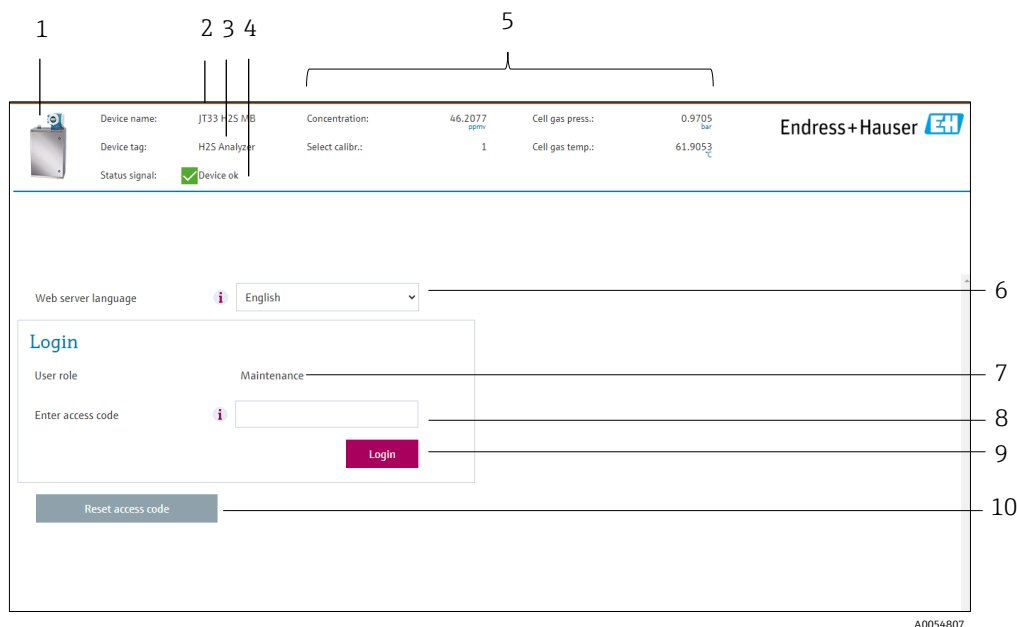 1 2 3 4 5
Device name: JT33 H2S MB Concentration: 46.2077 ppmv Cell gas press.: 0.9705 bar
Endress+Hauser EH
Device tag: H2S Analyzer Select calibr.: 1 Cell gas temp.: 61.9053 °C
Status signal: Device ok
Web server language i English 6
Login
User role Maintenance 7
Enter access code i 8
Login 9
Reset access code 10
A0054807